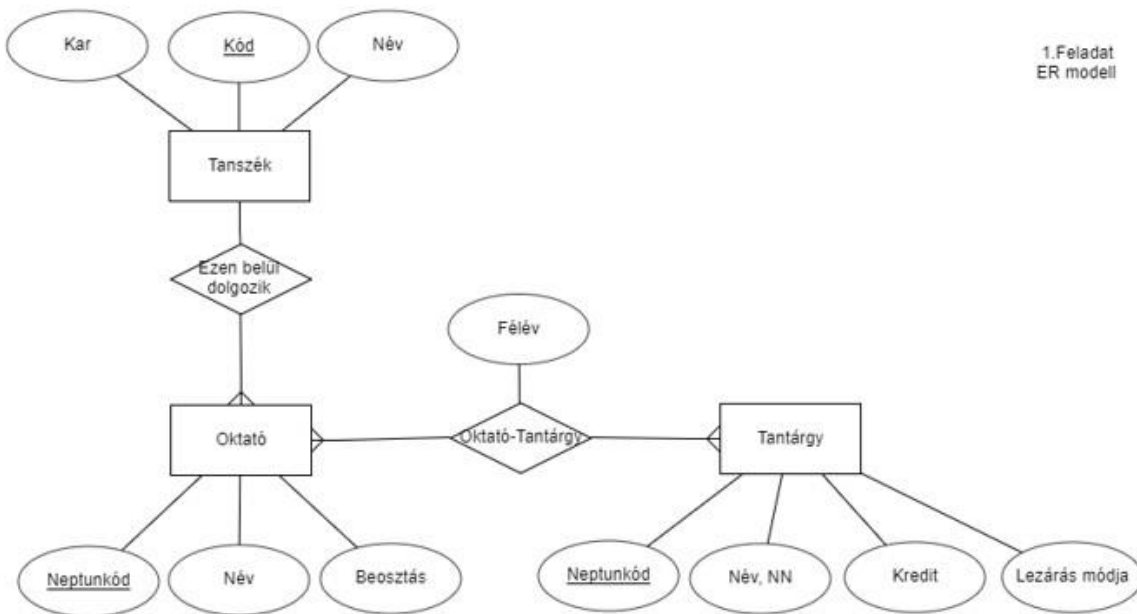 Kar
Kód
Név
1.Feladat
ER modell
Tanszék
Ezen belül
dolgozik
Félév
Oktató
Oktató-Tantárgy
Tantárgy
Neptunkód
Név
Beosztás
Neptunkód
Név, NN
Kredit
Lezárás módja